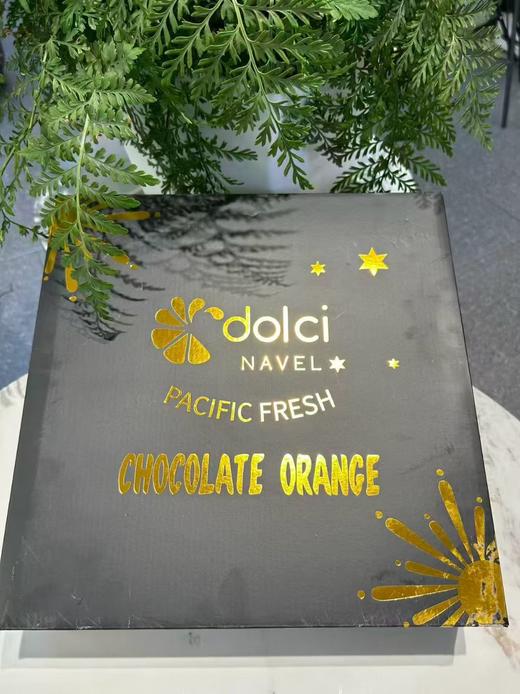 dolci
NAVEL
PACIFIC FRESH
CHOCOLATE ORANGE